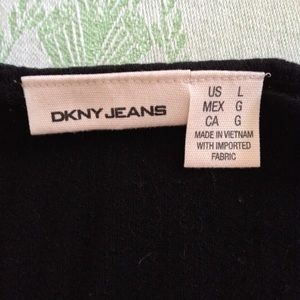 DKNY JEANS
US L
MEX G
CA G
MADE IN VIETNAM
WITH IMPORTED
FABRIC